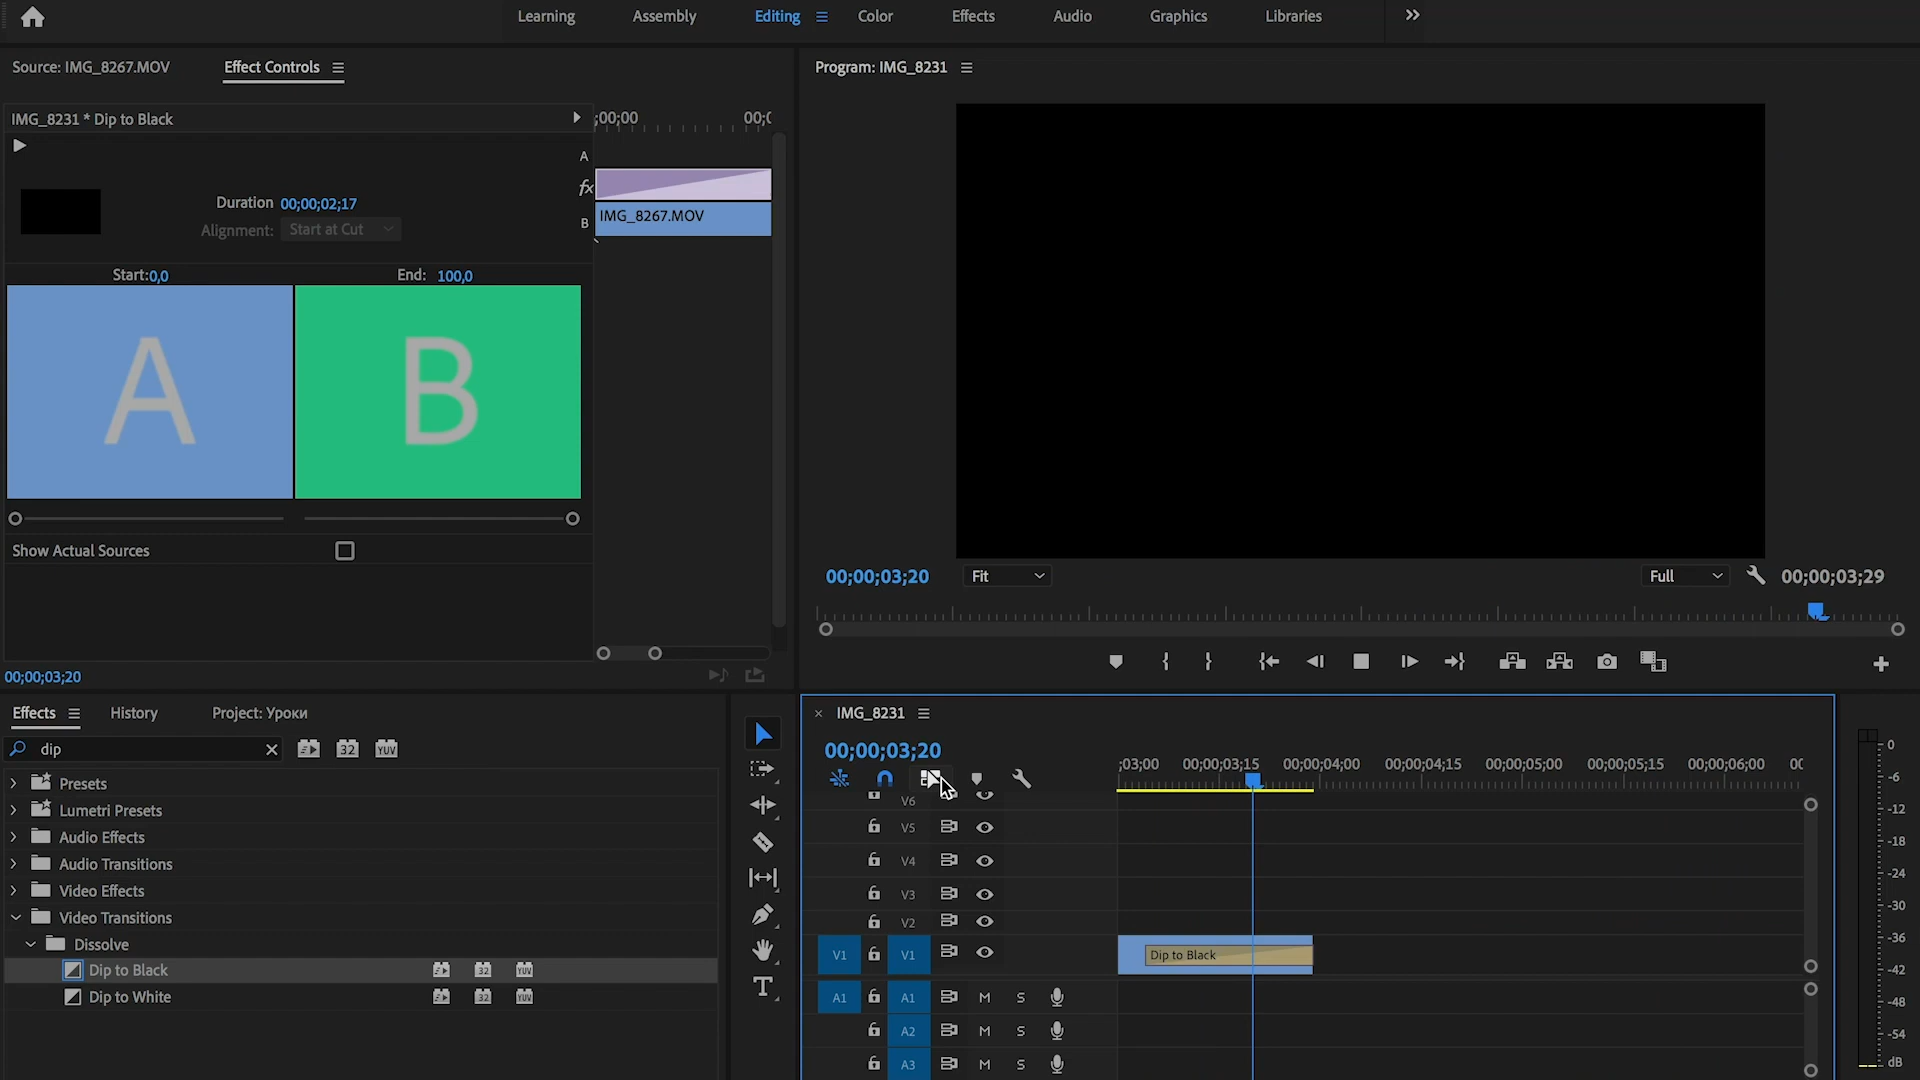 Learning
Assembly
Editing
Color
Effects
Audio
Graphics
Libraries
Source: IMG_8267.MOV
Effect Controls
Program: IMG_8231
IMG_8231 * Dip to Black
;00;00
00;(
A
fx
B
IMG_8267.MOV
Duration 00;00;02;17
Alignment: Start at Cut
Start:0,0
End: 100,0
A
B
Show Actual Sources
00;00;03;20
00;00;03;20
Fit
Full
00;00;03;29
Effects
History
Project: Уроки
dip
32
YUV
Presets
Lumetri Presets
Audio Effects
Audio Transitions
Video Effects
Video Transitions
Dissolve
Dip to Black
32
YUV
Dip to White
32
YUV
T
IMG_8231
00;00;03;20
;03;00
00;00;03;15
00;00;04;00
00;00;04;15
00;00;05;00
00;00;05;15
00;00;06;00
V6
V5
V4
V3
V2
V1
V1
Dip to Black
A1
A1
M
S
A2
M
S
A3
M
S
0
-6
-12
-18
-24
-30
-36
-42
-48
-54
dB